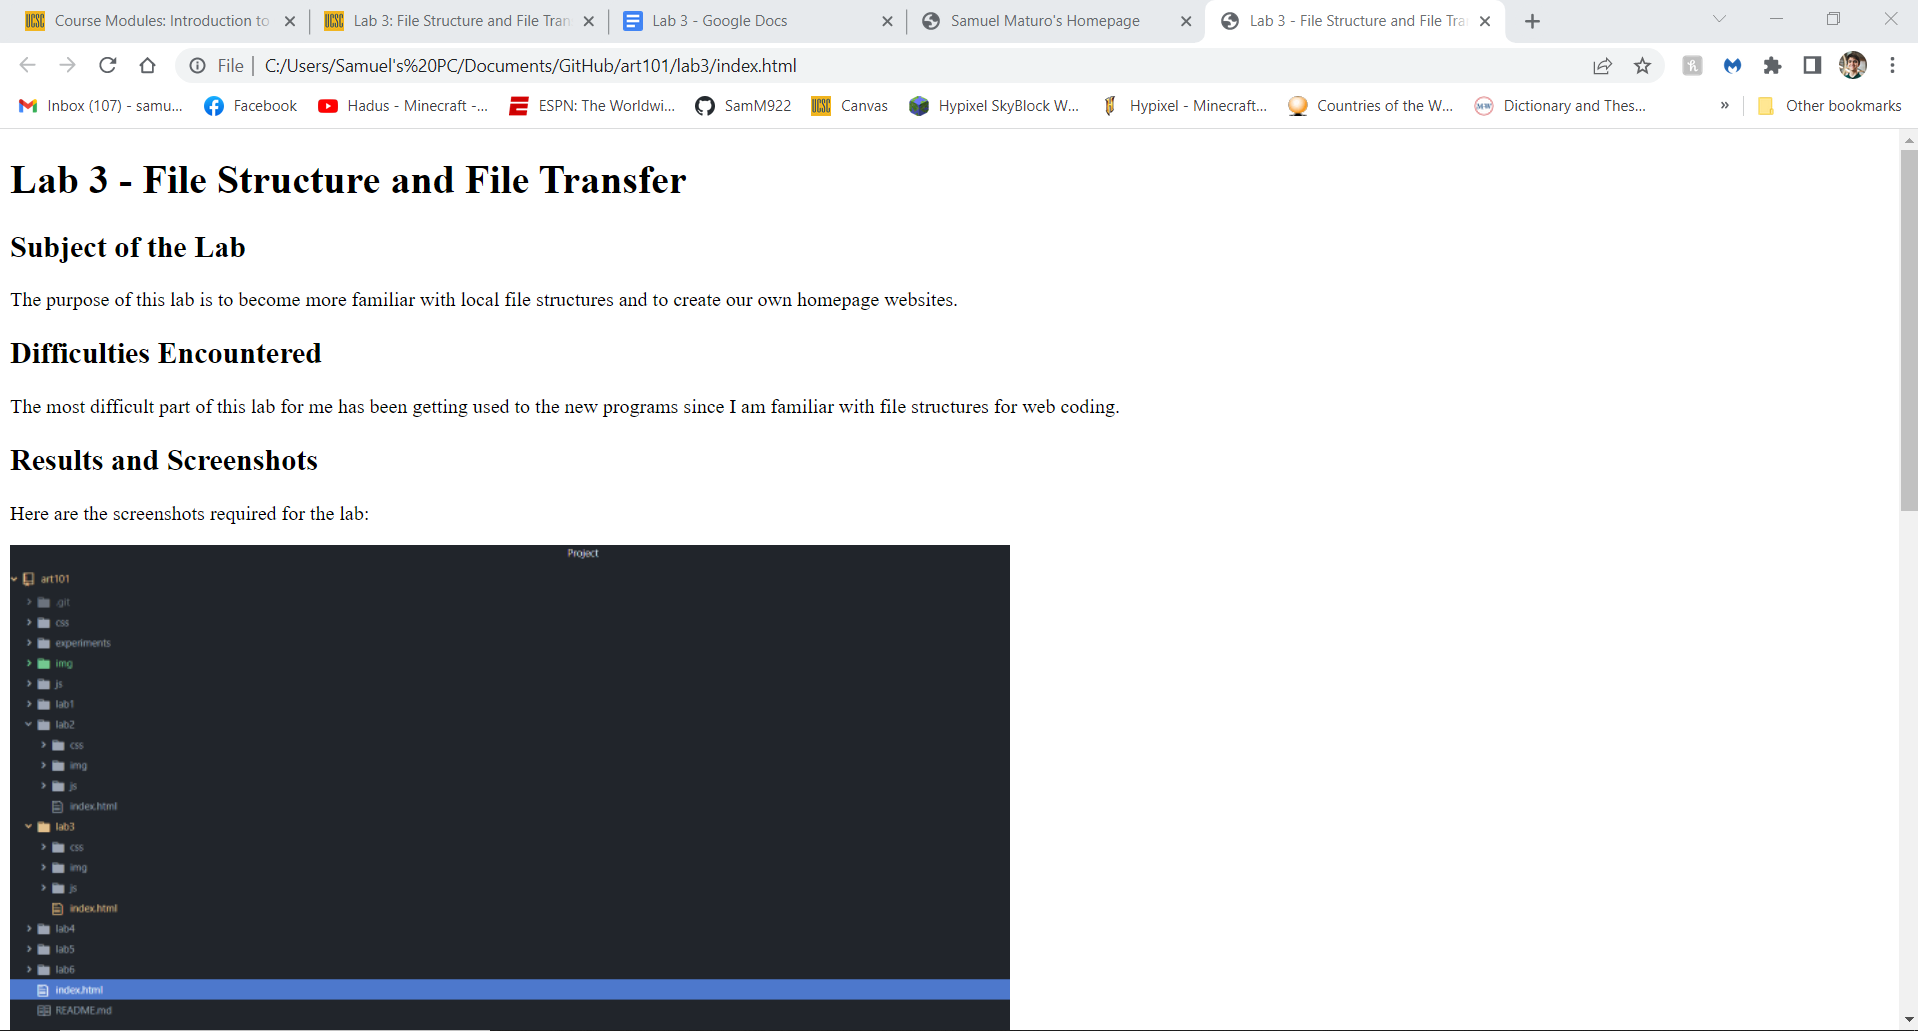 UCSC Course Modules: Introduction to
UCSC Lab 3: File Structure and File Tran
Lab 3 - Google Docs
Samuel Maturo's Homepage
Lab 3 - File Structure and File Tra
File C:/Users/Samuel's%20PC/Documents/GitHub/art101/lab3/index.html
Inbox (107) - samu...
Facebook
Hadus - Minecraft -...
ESPN: The Worldwi...
SamM922
UCSC Canvas
Hypixel SkyBlock W...
Hypixel - Minecraft...
Countries of the W...
Dictionary and Thes...
»
Other bookmarks
Lab 3 - File Structure and File Transfer
Subject of the Lab
The purpose of this lab is to become more familiar with local file structures and to create our own homepage websites.
Difficulties Encountered
The most difficult part of this lab for me has been getting used to the new programs since I am familiar with file structures for web coding.
Results and Screenshots
Here are the screenshots required for the lab:
Project
art101
.git
css
experiments
img
js
lab1
lab2
css
img
js
index.html
lab3
css
img
js
index.html
lab4
lab5
lab6
index.html
README.md